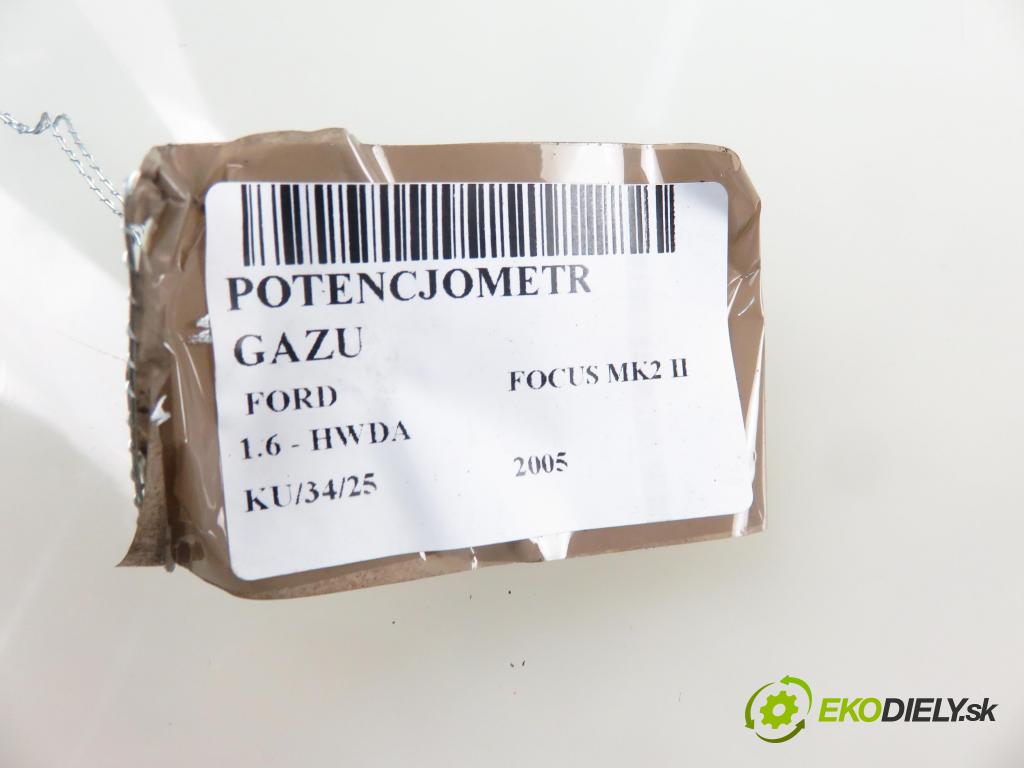 POTENCJOMETR
GAZU
FORD FOCUS MK2 II
1.6 - HWDA
KU/34/25 2005
EKODIELY.sk